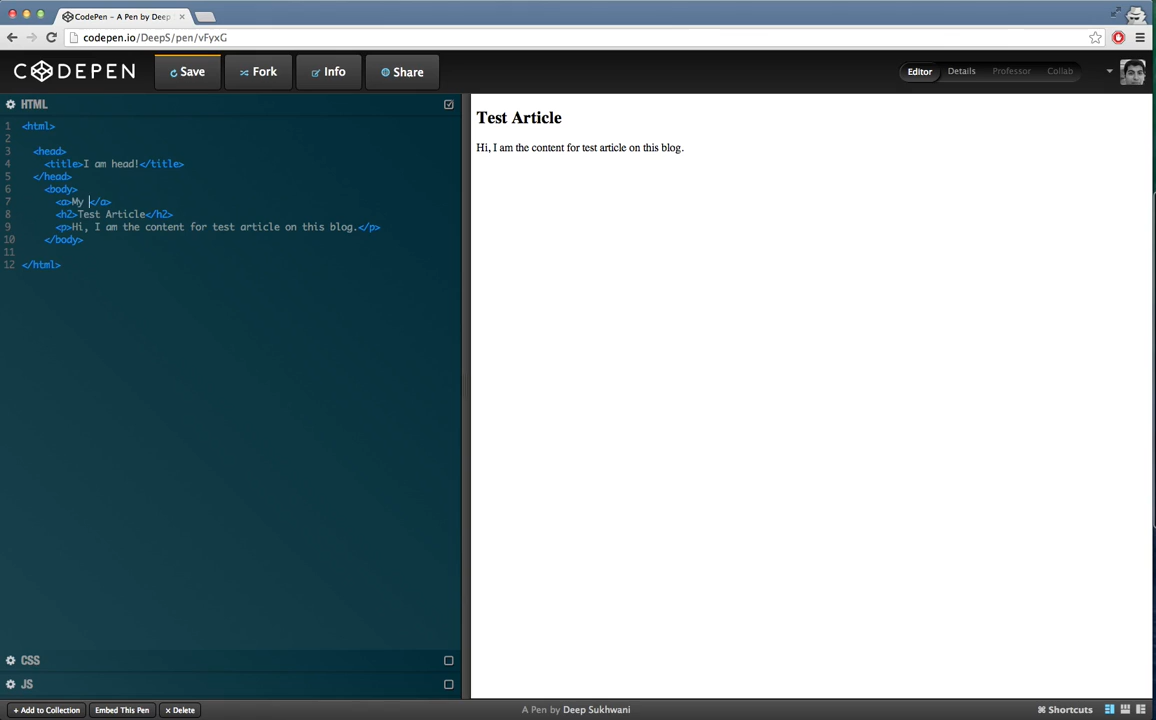 CodePen - A Pen by Deep
codepen.io/DeepS/pen/vFyxG
CODEPEN Save Fork Info Share Editor Details Professor Collab
HTML
1 <html>
2
3 <head>
4 <title>I am head!</title>
5 </head>
6 <body>
7 <a>My </a>
8 <h2>Test Article</h2>
9 <p>Hi, I am the content for test article on this blog.</p>
10 </body>
11
12 </html>
Test Article
Hi, I am the content for test article on this blog.
CSS
JS
+ Add to Collection Embed This Pen x Delete A Pen by Deep Sukhwani ⌘ Shortcuts